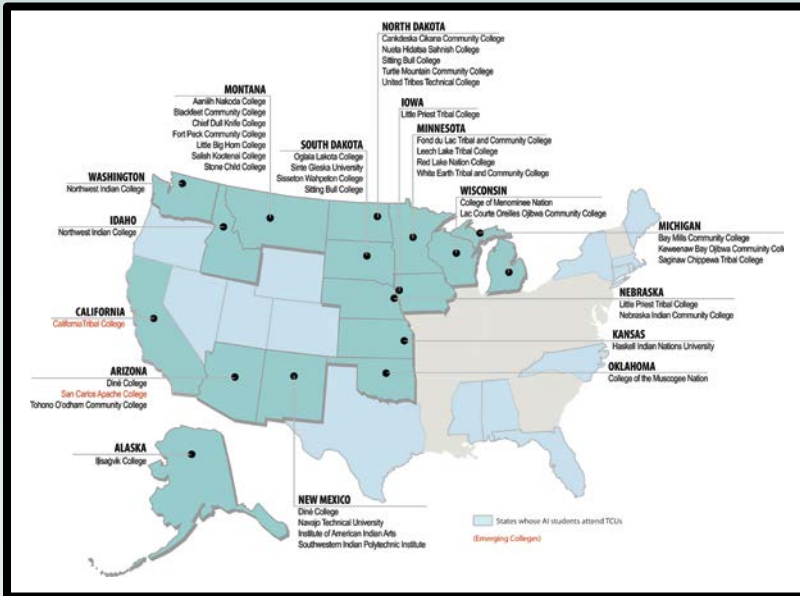 NORTH DAKOTA
Cankdeska Cikana Community College
Nueta Hidatsa Sahnish College
Sitting Bull College
Turtle Mountain Community College
United Tribes Technical College
MONTANA
Aaniiih Nakoda College
Blackfeet Community College
Chief Dull Knife College
Fort Peck Community College
Little Big Horn College
Salish Kootenai College
Stone Child College
IOWA
Little Priest Tribal College
MINNESOTA
Fond du Lac Tribal and Community College
Leech Lake Tribal College
Red Lake Nation College
White Earth Tribal and Community College
SOUTH DAKOTA
Oglala Lakota College
Sinte Gleska University
Sisseton Wahpeton College
Sitting Bull College
WASHINGTON
Northwest Indian College
WISCONSIN
College of Menominee Nation
Lac Courte Oreilles Ojibwa Community College
IDAHO
Northwest Indian College
MICHIGAN
Bay Mills Community College
Keweenaw Bay Ojibwa Community Coll
Saginaw Chippewa Tribal College
NEBRASKA
Little Priest Tribal College
Nebraska Indian Community College
CALIFORNIA
California Tribal College
KANSAS
Haskell Indian Nations University
OKLAHOMA
College of the Muscogee Nation
ARIZONA
Diné College
San Carlos Apache College
Tohono O'odham Community College
ALASKA
Ilisaġvik College
NEW MEXICO
Diné College
Navajo Technical University
Institute of American Indian Arts
Southwestern Indian Polytechnic Institute
States whose AI students attend TCUs
(Emerging Colleges)